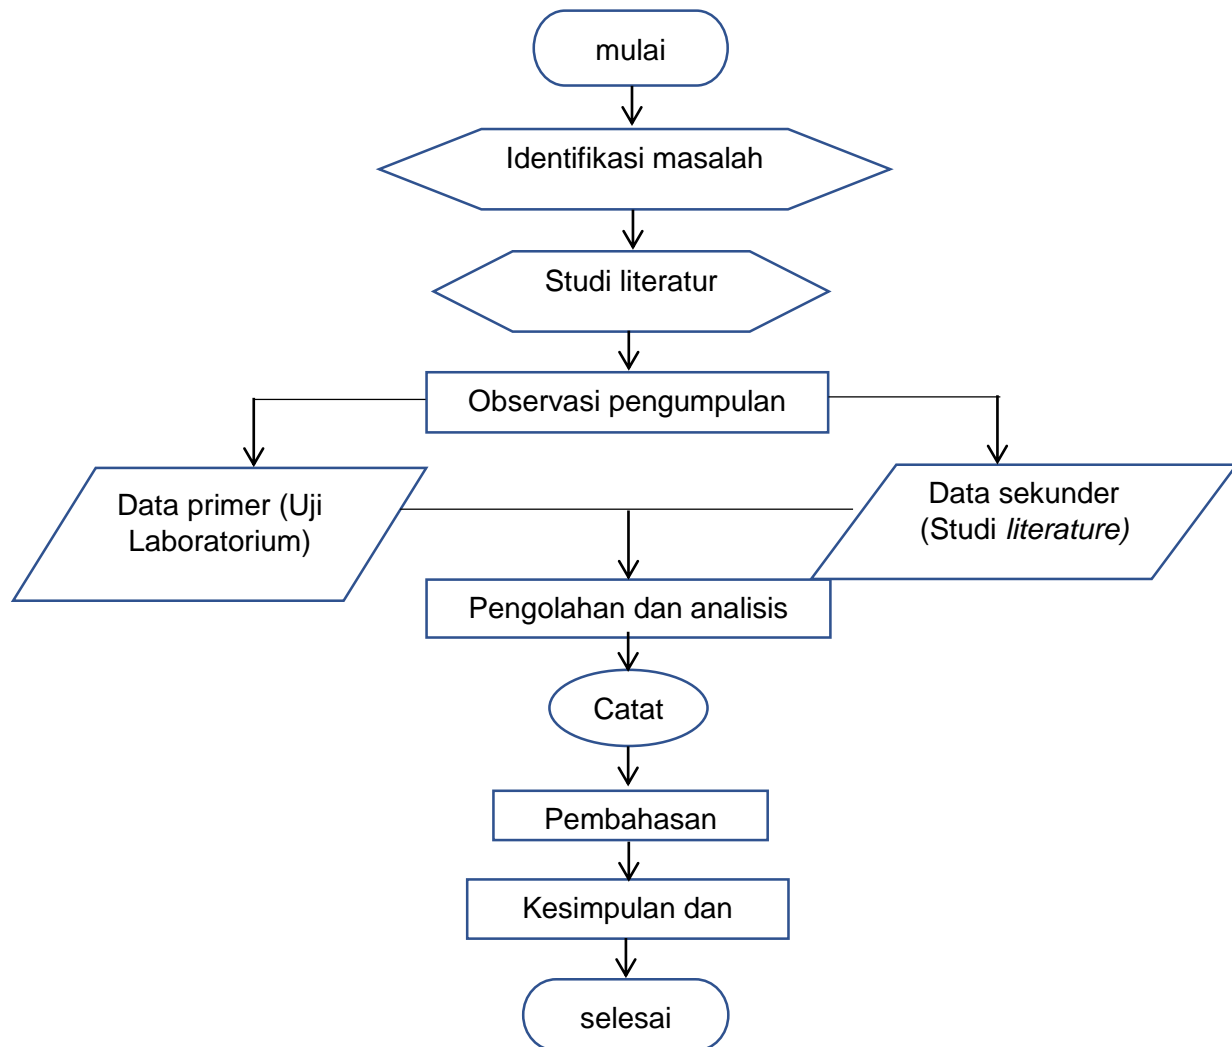 mulai
Identifikasi masalah
Studi literatur
Observasi pengumpulan
Data primer (Uji
Laboratorium)
Data sekunder
(Studi literature)
Pengolahan dan analisis
Catat
Pembahasan
Kesimpulan dan
selesai